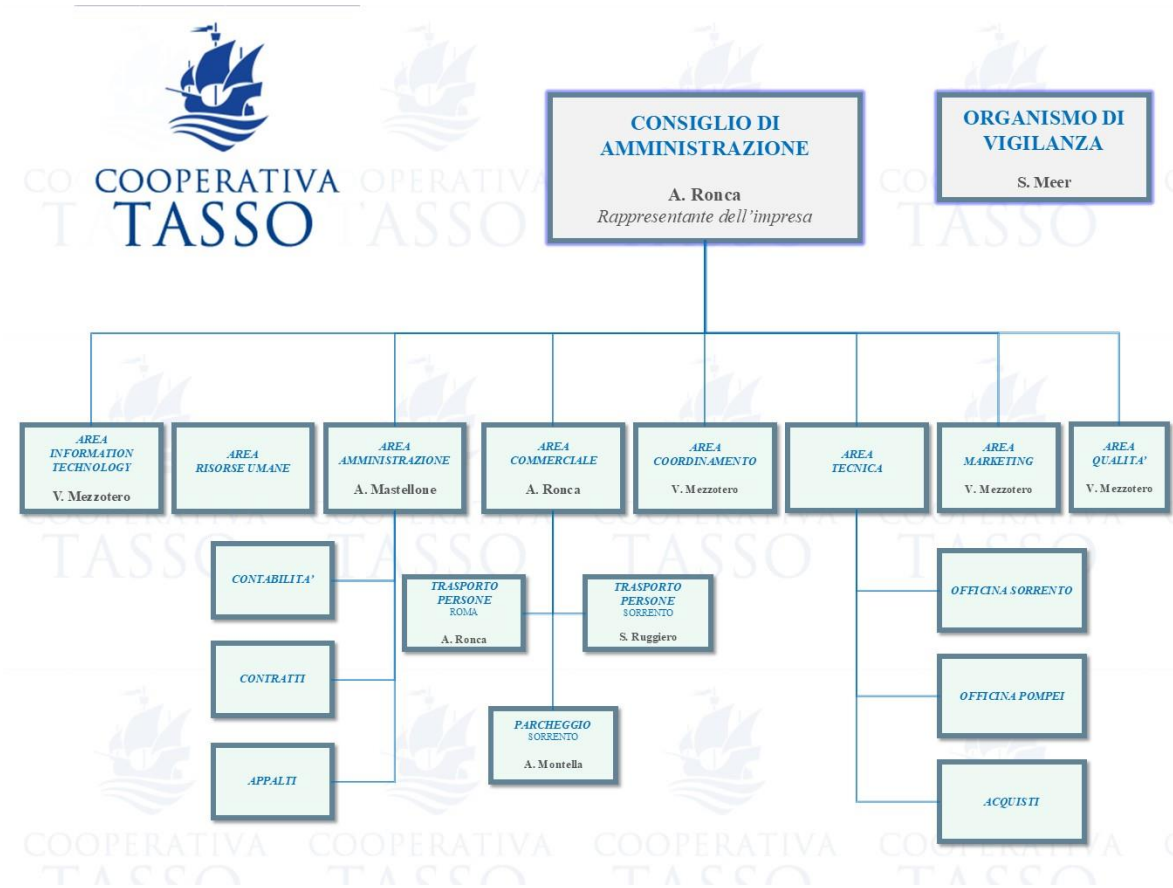 COOPERATIVA
TASSO
CONSIGLIO DI
AMMINISTRAZIONE
A. Ronca
Rappresentante dell'impresa
ORGANISMO DI
VIGILANZA
S. Meer
AREA
INFORMATION
TECHNOLOGY
V. Mezzotero
AREA
RISORSE UMANE
AREA
AMMINISTRAZIONE
A. Mastellone
AREA
COMMERCIALE
A. Ronca
AREA
COORDINAMENTO
V. Mezzotero
AREA
TECNICA
AREA
MARKETING
V. Mezzotero
AREA
QUALITA'
V. Mezzotero
CONTABILITA'
CONTRATTI
APPALTI
TRASPORTO
PERSONE
ROMA
A. Ronca
TRASPORTO
PERSONE
SORRENTO
S. Ruggiero
PARCHEGGIO
SORRENTO
A. Montella
OFFICINA SORRENTO
OFFICINA POMPEI
ACQUISTI